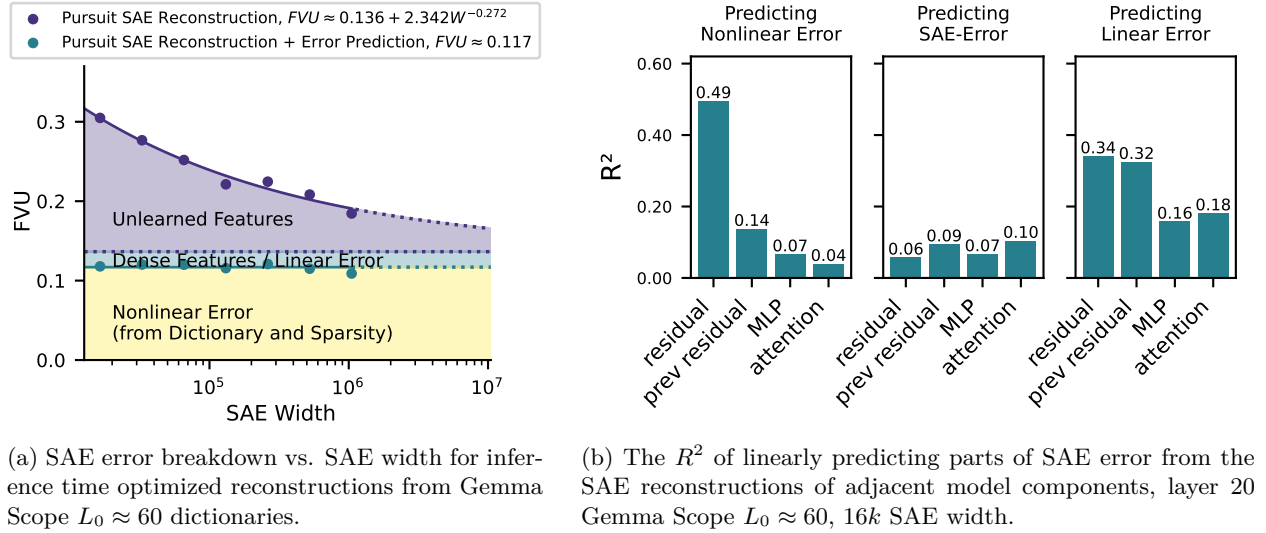 Pursuit SAE Reconstruction, FVU ≈ 0.136 + 2.342W^{-0.272}
Pursuit SAE Reconstruction + Error Prediction, FVU ≈ 0.117
FVU
0.3
0.2
0.1
0.0
Unlearned Features
Dense Features / Linear Error
Nonlinear Error
(from Dictionary and Sparsity)
10^5
10^6
10^7
SAE Width
(a) SAE error breakdown vs. SAE width for infer-
ence time optimized reconstructions from Gemma
Scope L_0 ≈ 60 dictionaries.
Predicting
Nonlinear Error
Predicting
SAE-Error
Predicting
Linear Error
R²
0.60
0.40
0.20
0.00
0.49
0.14
0.07
0.04
0.06
0.09
0.07
0.10
0.34
0.32
0.16
0.18
residual
prev residual
MLP
attention
residual
prev residual
MLP
attention
residual
prev residual
MLP
attention
(b) The R^2 of linearly predicting parts of SAE error from the
SAE reconstructions of adjacent model components, layer 20
Gemma Scope L_0 ≈ 60, 16k SAE width.